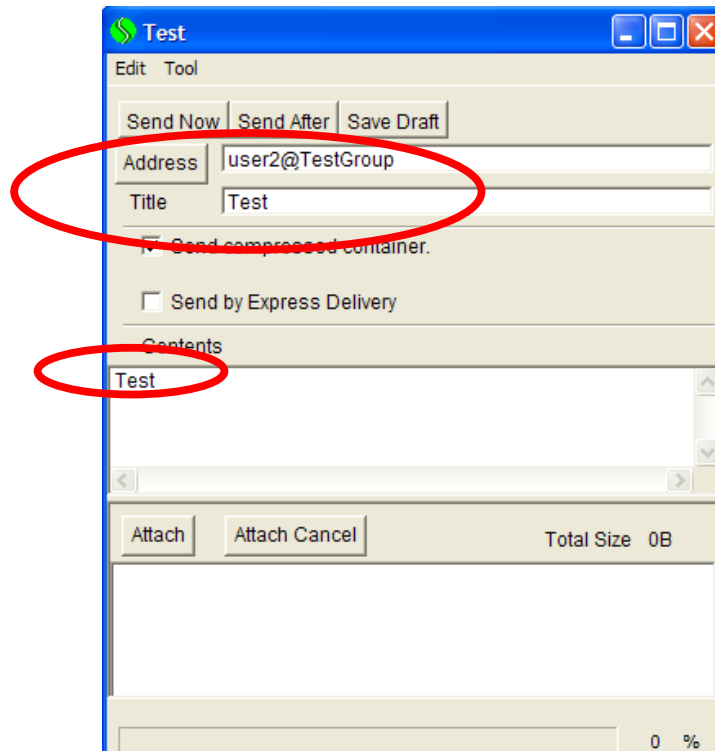 Test
Edit Tool
Send Now Send After Save Draft
Address user2@TestGroup
Title Test
Send compressed container.
Send by Express Delivery
Contents
Test
Attach Attach Cancel Total Size 0B
0 %